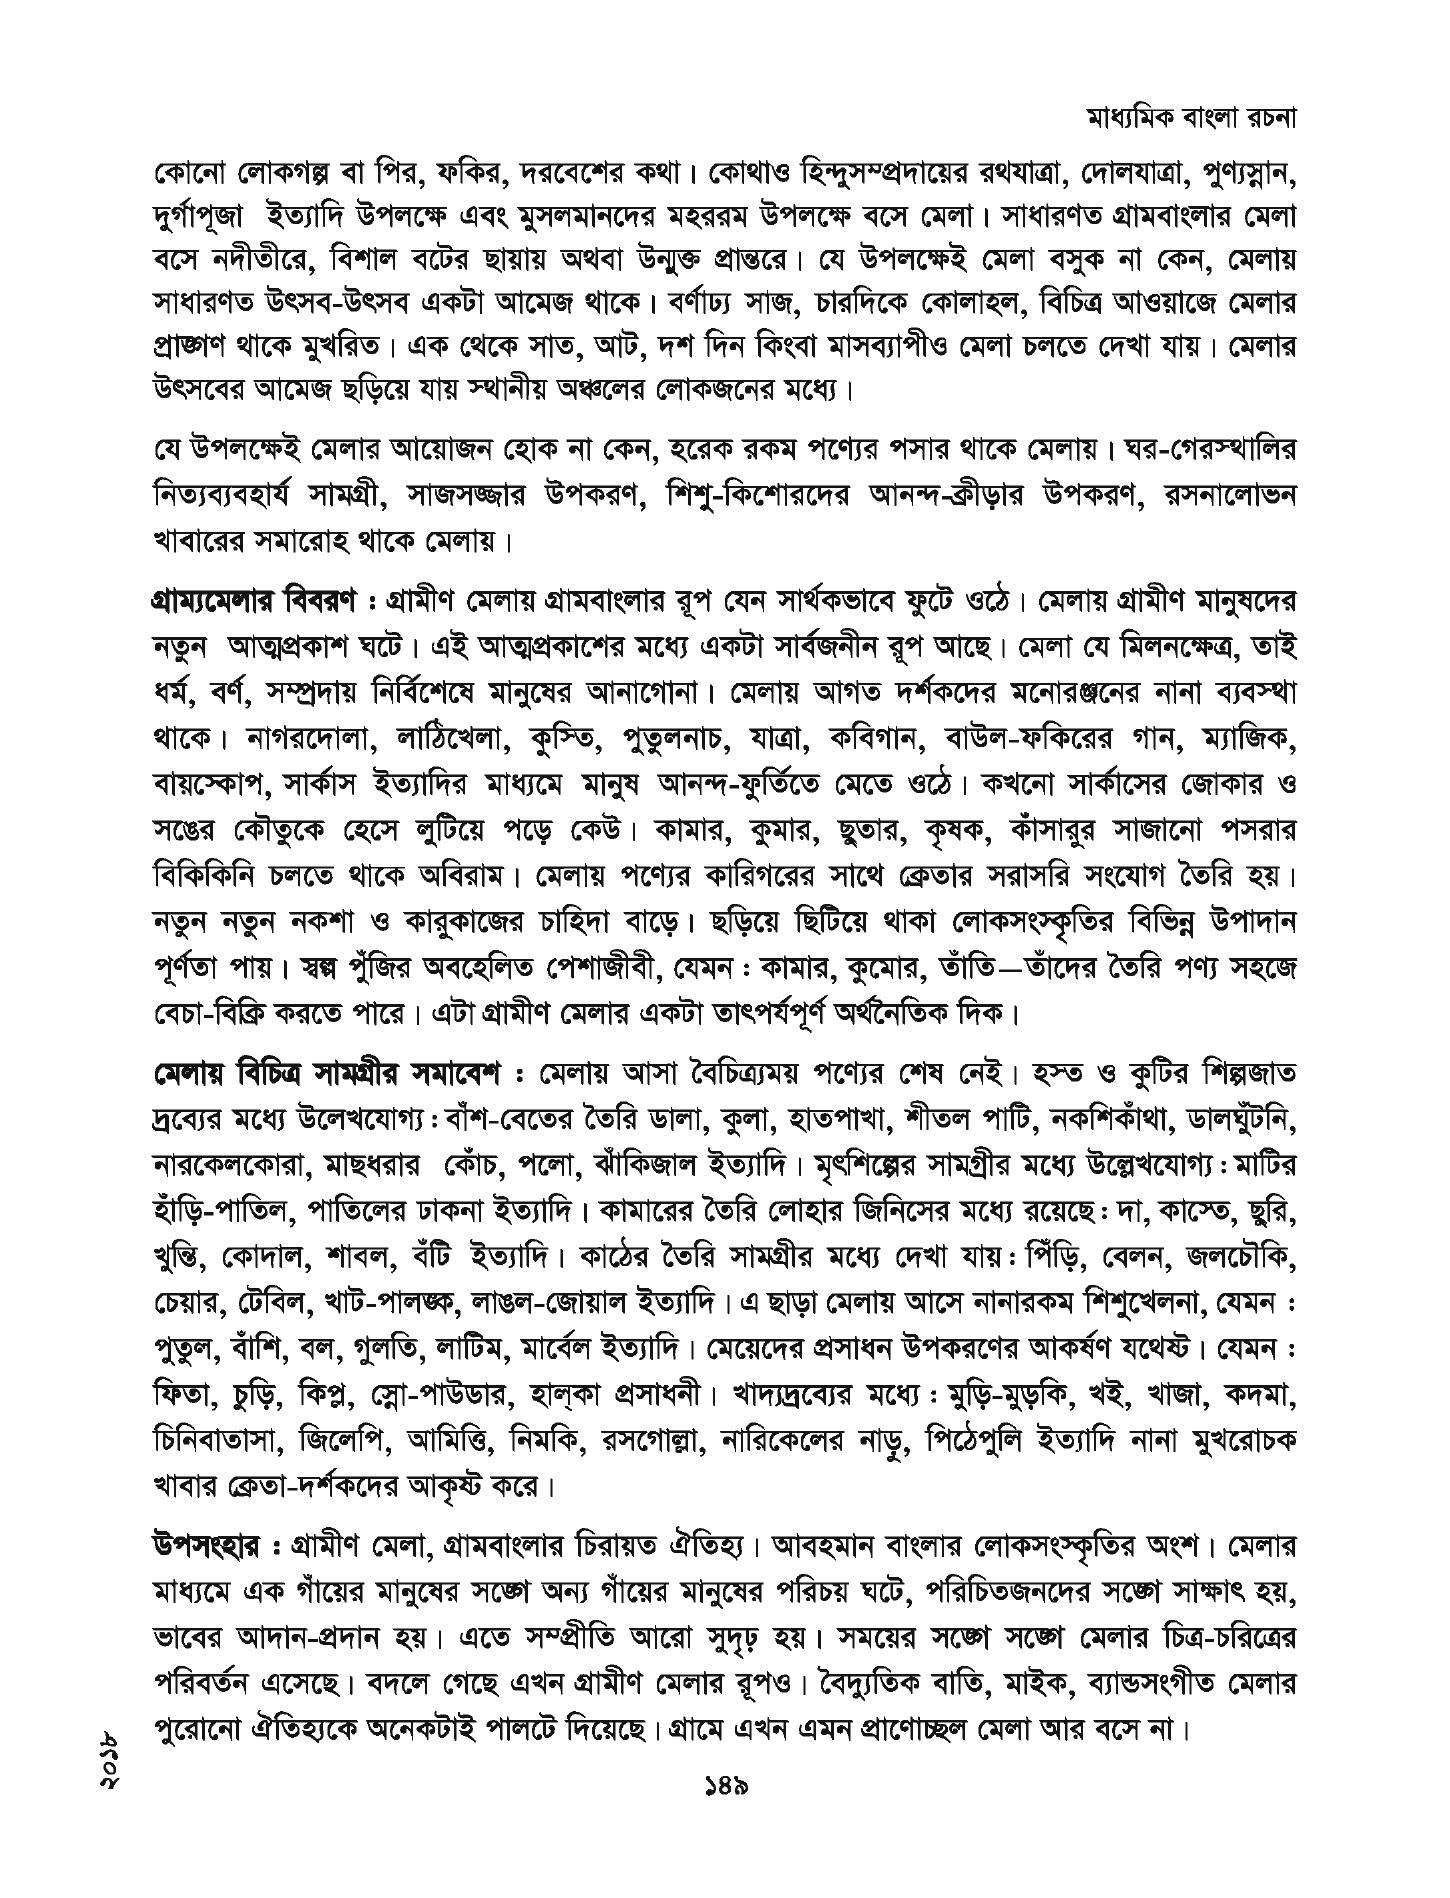 মাধ্যমিক বাংলা রচনা
কোনো লোকগল্প বা পির, ফকির, দরবেশের কথা। কোথাও হিন্দুসম্প্রদায়ের রথযাত্রা, দোলযাত্রা, পুণ্যস্নান,
দুর্গাপূজা ইত্যাদি উপলক্ষে এবং মুসলমানদের মহররম উপলক্ষে বসে মেলা। সাধারণত গ্রামবাংলার মেলা
বসে নদীতীরে, বিশাল বটের ছায়ায় অথবা উন্মুক্ত প্রান্তরে। যে উপলক্ষেই মেলা বসুক না কেন, মেলায়
সাধারণত উৎসব-উৎসব একটা আমেজ থাকে। বর্ণাঢ্য সাজ, চারদিকে কোলাহল, বিচিত্র আওয়াজে মেলার
প্রাঙ্গণ থাকে মুখরিত। এক থেকে সাত, আট, দশ দিন কিংবা মাসব্যাপীও মেলা চলতে দেখা যায়। মেলার
উৎসবের আমেজ ছড়িয়ে যায় স্থানীয় অঞ্চলের লোকজনের মধ্যে।
যে উপলক্ষেই মেলার আয়োজন হোক না কেন, হরেক রকম পণ্যের পসার থাকে মেলায়। ঘর-গেরস্থালির
নিত্যব্যবহার্য সামগ্রী, সাজসজ্জার উপকরণ, শিশু-কিশোরদের আনন্দ-ক্রীড়ার উপকরণ, রসনালোভন
খাবারের সমারোহ থাকে মেলায়।
গ্রাম্যমেলার বিবরণ : গ্রামীণ মেলায় গ্রামবাংলার রূপ যেন সার্থকভাবে ফুটে ওঠে। মেলায় গ্রামীণ মানুষদের
নতুন আত্মপ্রকাশ ঘটে। এই আত্মপ্রকাশের মধ্যে একটা সার্বজনীন রূপ আছে। মেলা যে মিলনক্ষেত্র, তাই
ধর্ম, বর্ণ, সম্প্রদায় নির্বিশেষে মানুষের আনাগোনা। মেলায় আগত দর্শকদের মনোরঞ্জনের নানা ব্যবস্থা
থাকে। নাগরদোলা, লাঠিখেলা, কুস্তি, পুতুলনাচ, যাত্রা, কবিগান, বাউল-ফকিরের গান, ম্যাজিক,
বায়স্কোপ, সার্কাস ইত্যাদির মাধ্যমে মানুষ আনন্দ-ফুর্তিতে মেতে ওঠে। কখনো সার্কাসের জোকার ও
সঙের কৌতুকে হেসে লুটিয়ে পড়ে কেউ। কামার, কুমার, ছুতার, কৃষক, কাঁসারুর সাজানো পসরার
বিকিকিনি চলতে থাকে অবিরাম। মেলায় পণ্যের কারিগরের সাথে ক্রেতার সরাসরি সংযোগ তৈরি হয়।
নতুন নতুন নকশা ও কারুকাজের চাহিদা বাড়ে। ছড়িয়ে ছিটিয়ে থাকা লোকসংস্কৃতির বিভিন্ন উপাদান
পূর্ণতা পায়। স্বল্প পুঁজির অবহেলিত পেশাজীবী, যেমন : কামার, কুমোর, তাঁতি—তাঁদের তৈরি পণ্য সহজে
বেচা-বিক্রি করতে পারে। এটা গ্রামীণ মেলার একটা তাৎপর্যপূর্ণ অর্থনৈতিক দিক।
মেলায় বিচিত্র সামগ্রীর সমাবেশ : মেলায় আসা বৈচিত্র্যময় পণ্যের শেষ নেই। হস্ত ও কুটির শিল্পজাত
দ্রব্যের মধ্যে উলেখযোগ্য : বাঁশ-বেতের তৈরি ডালা, কুলা, হাতপাখা, শীতল পাটি, নকশিকাঁথা, ডালঘুঁটনি,
নারকেলকোরা, মাছধরার কোঁচ, পলো, ঝাঁকিজাল ইত্যাদি। মৃৎশিল্পের সামগ্রীর মধ্যে উল্লেখযোগ্য : মাটির
হাঁড়ি-পাতিল, পাতিলের ঢাকনা ইত্যাদি। কামারের তৈরি লোহার জিনিসের মধ্যে রয়েছে : দা, কাস্তে, ছুরি,
খুন্তি, কোদাল, শাবল, বঁটি ইত্যাদি। কাঠের তৈরি সামগ্রীর মধ্যে দেখা যায় : পিঁড়ি, বেলন, জলচৌকি,
চেয়ার, টেবিল, খাট-পালঙ্ক, লাঙল-জোয়াল ইত্যাদি। এ ছাড়া মেলায় আসে নানারকম শিশুখেলনা, যেমন :
পুতুল, বাঁশি, বল, গুলতি, লাটিম, মার্বেল ইত্যাদি। মেয়েদের প্রসাধন উপকরণের আকর্ষণ যথেষ্ট। যেমন :
ফিতা, চুড়ি, কিপ্ল, স্নো-পাউডার, হাল্‌কা প্রসাধনী। খাদ্যদ্রব্যের মধ্যে : মুড়ি-মুড়কি, খই, খাজা, কদমা,
চিনিবাতাসা, জিলেপি, আমিত্তি, নিমকি, রসগোল্লা, নারিকেলের নাড়ু, পিঠেপুলি ইত্যাদি নানা মুখরোচক
খাবার ক্রেতা-দর্শকদের আকৃষ্ট করে।
উপসংহার : গ্রামীণ মেলা, গ্রামবাংলার চিরায়ত ঐতিহ্য। আবহমান বাংলার লোকসংস্কৃতির অংশ। মেলার
মাধ্যমে এক গাঁয়ের মানুষের সঙ্গে অন্য গাঁয়ের মানুষের পরিচয় ঘটে, পরিচিতজনদের সঙ্গে সাক্ষাৎ হয়,
ভাবের আদান-প্রদান হয়। এতে সম্প্রীতি আরো সুদৃঢ় হয়। সময়ের সঙ্গে সঙ্গে মেলার চিত্র-চরিত্রের
পরিবর্তন এসেছে। বদলে গেছে এখন গ্রামীণ মেলার রূপও। বৈদ্যুতিক বাতি, মাইক, ব্যান্ডসংগীত মেলার
পুরোনো ঐতিহ্যকে অনেকটাই পালটে দিয়েছে। গ্রামে এখন এমন প্রাণোচ্ছল মেলা আর বসে না।
২০১৮
১৪৯